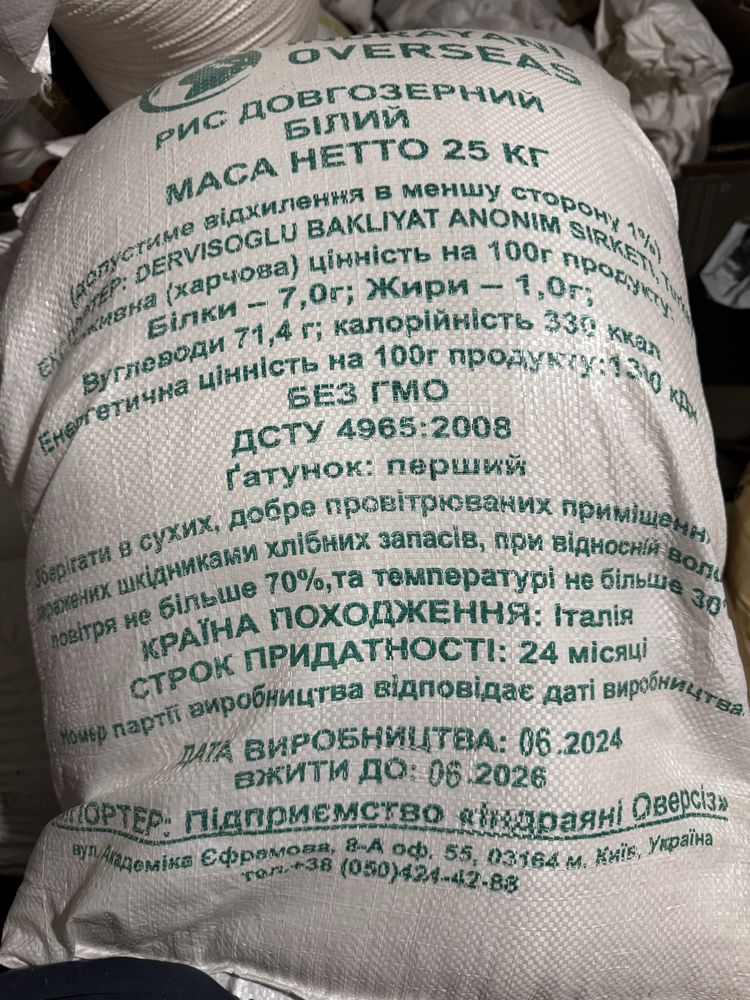 OVERSEAS
РИС ДОВГОЗЕРНИЙ
БІЛИЙ
МАСА НЕТТО 25 КГ
(допустиме відхилення в меншу сторону 1%)
DERVISOGLU BAKLIYAT ANONIM SIRKETI,
(харчова) цінність на 100г продукту:
Білки – 7,0г; Жири – 1,0г;
Вуглеводи 71,4 г; калорійність 330 ккал
Енергетична цінність на 100г продукту:
БЕЗ ГМО
ДСТУ 4965:2008
Ґатунок: перший
Зберігати в сухих, добре провітрюваних
шкідниками хлібних запасів, при відносній
повітря не більше 70%,та температурі не більше 30°
КРАЇНА ПОХОДЖЕННЯ: Італія
СТРОК ПРИДАТНОСТІ: 24 місяці
Номер партії виробництва відповідає даті виробництва
ДАТА ВИРОБНИЦТВА: 06.2024
ВЖИТИ ДО: 06.2026
Підприємство «Індраяні Оверсіз»
вул. Академіка Єфремова, 8-А оф. 55, 03164 м. Київ, Україна
тел.+38 (050)424-42-88